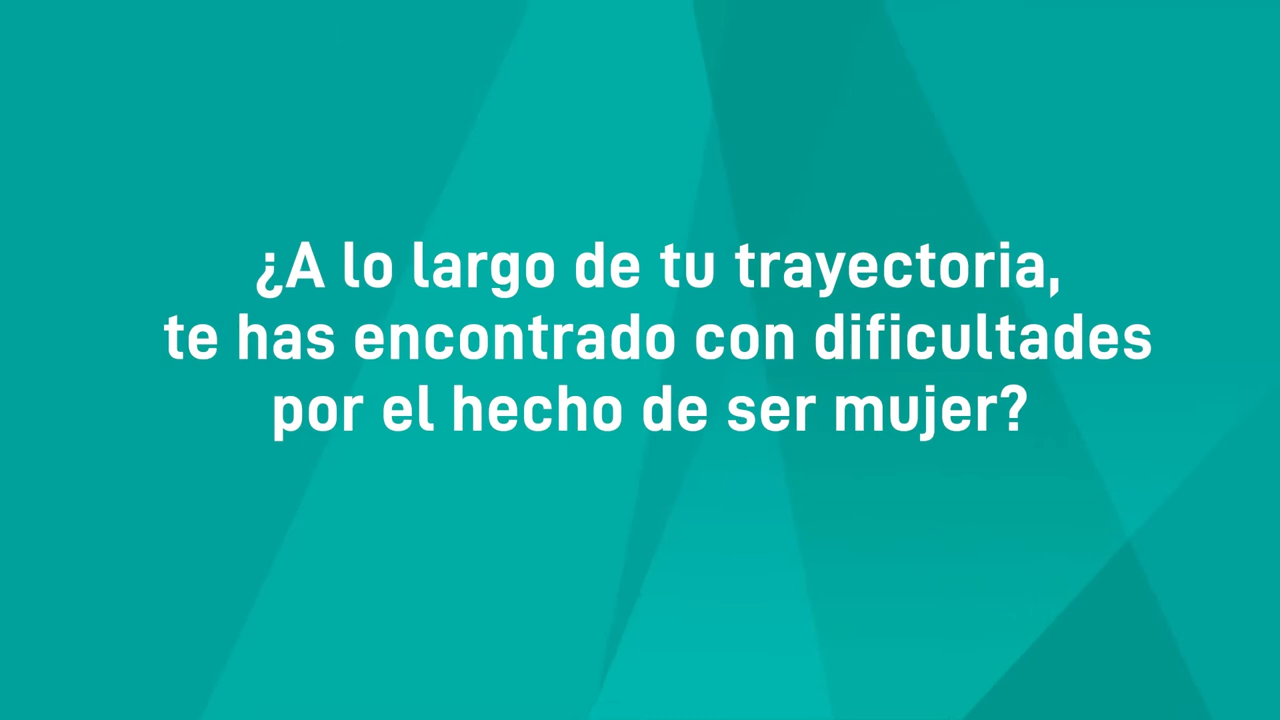 ¿A lo largo de tu trayectoria,
te has encontrado con dificultades
por el hecho de ser mujer?